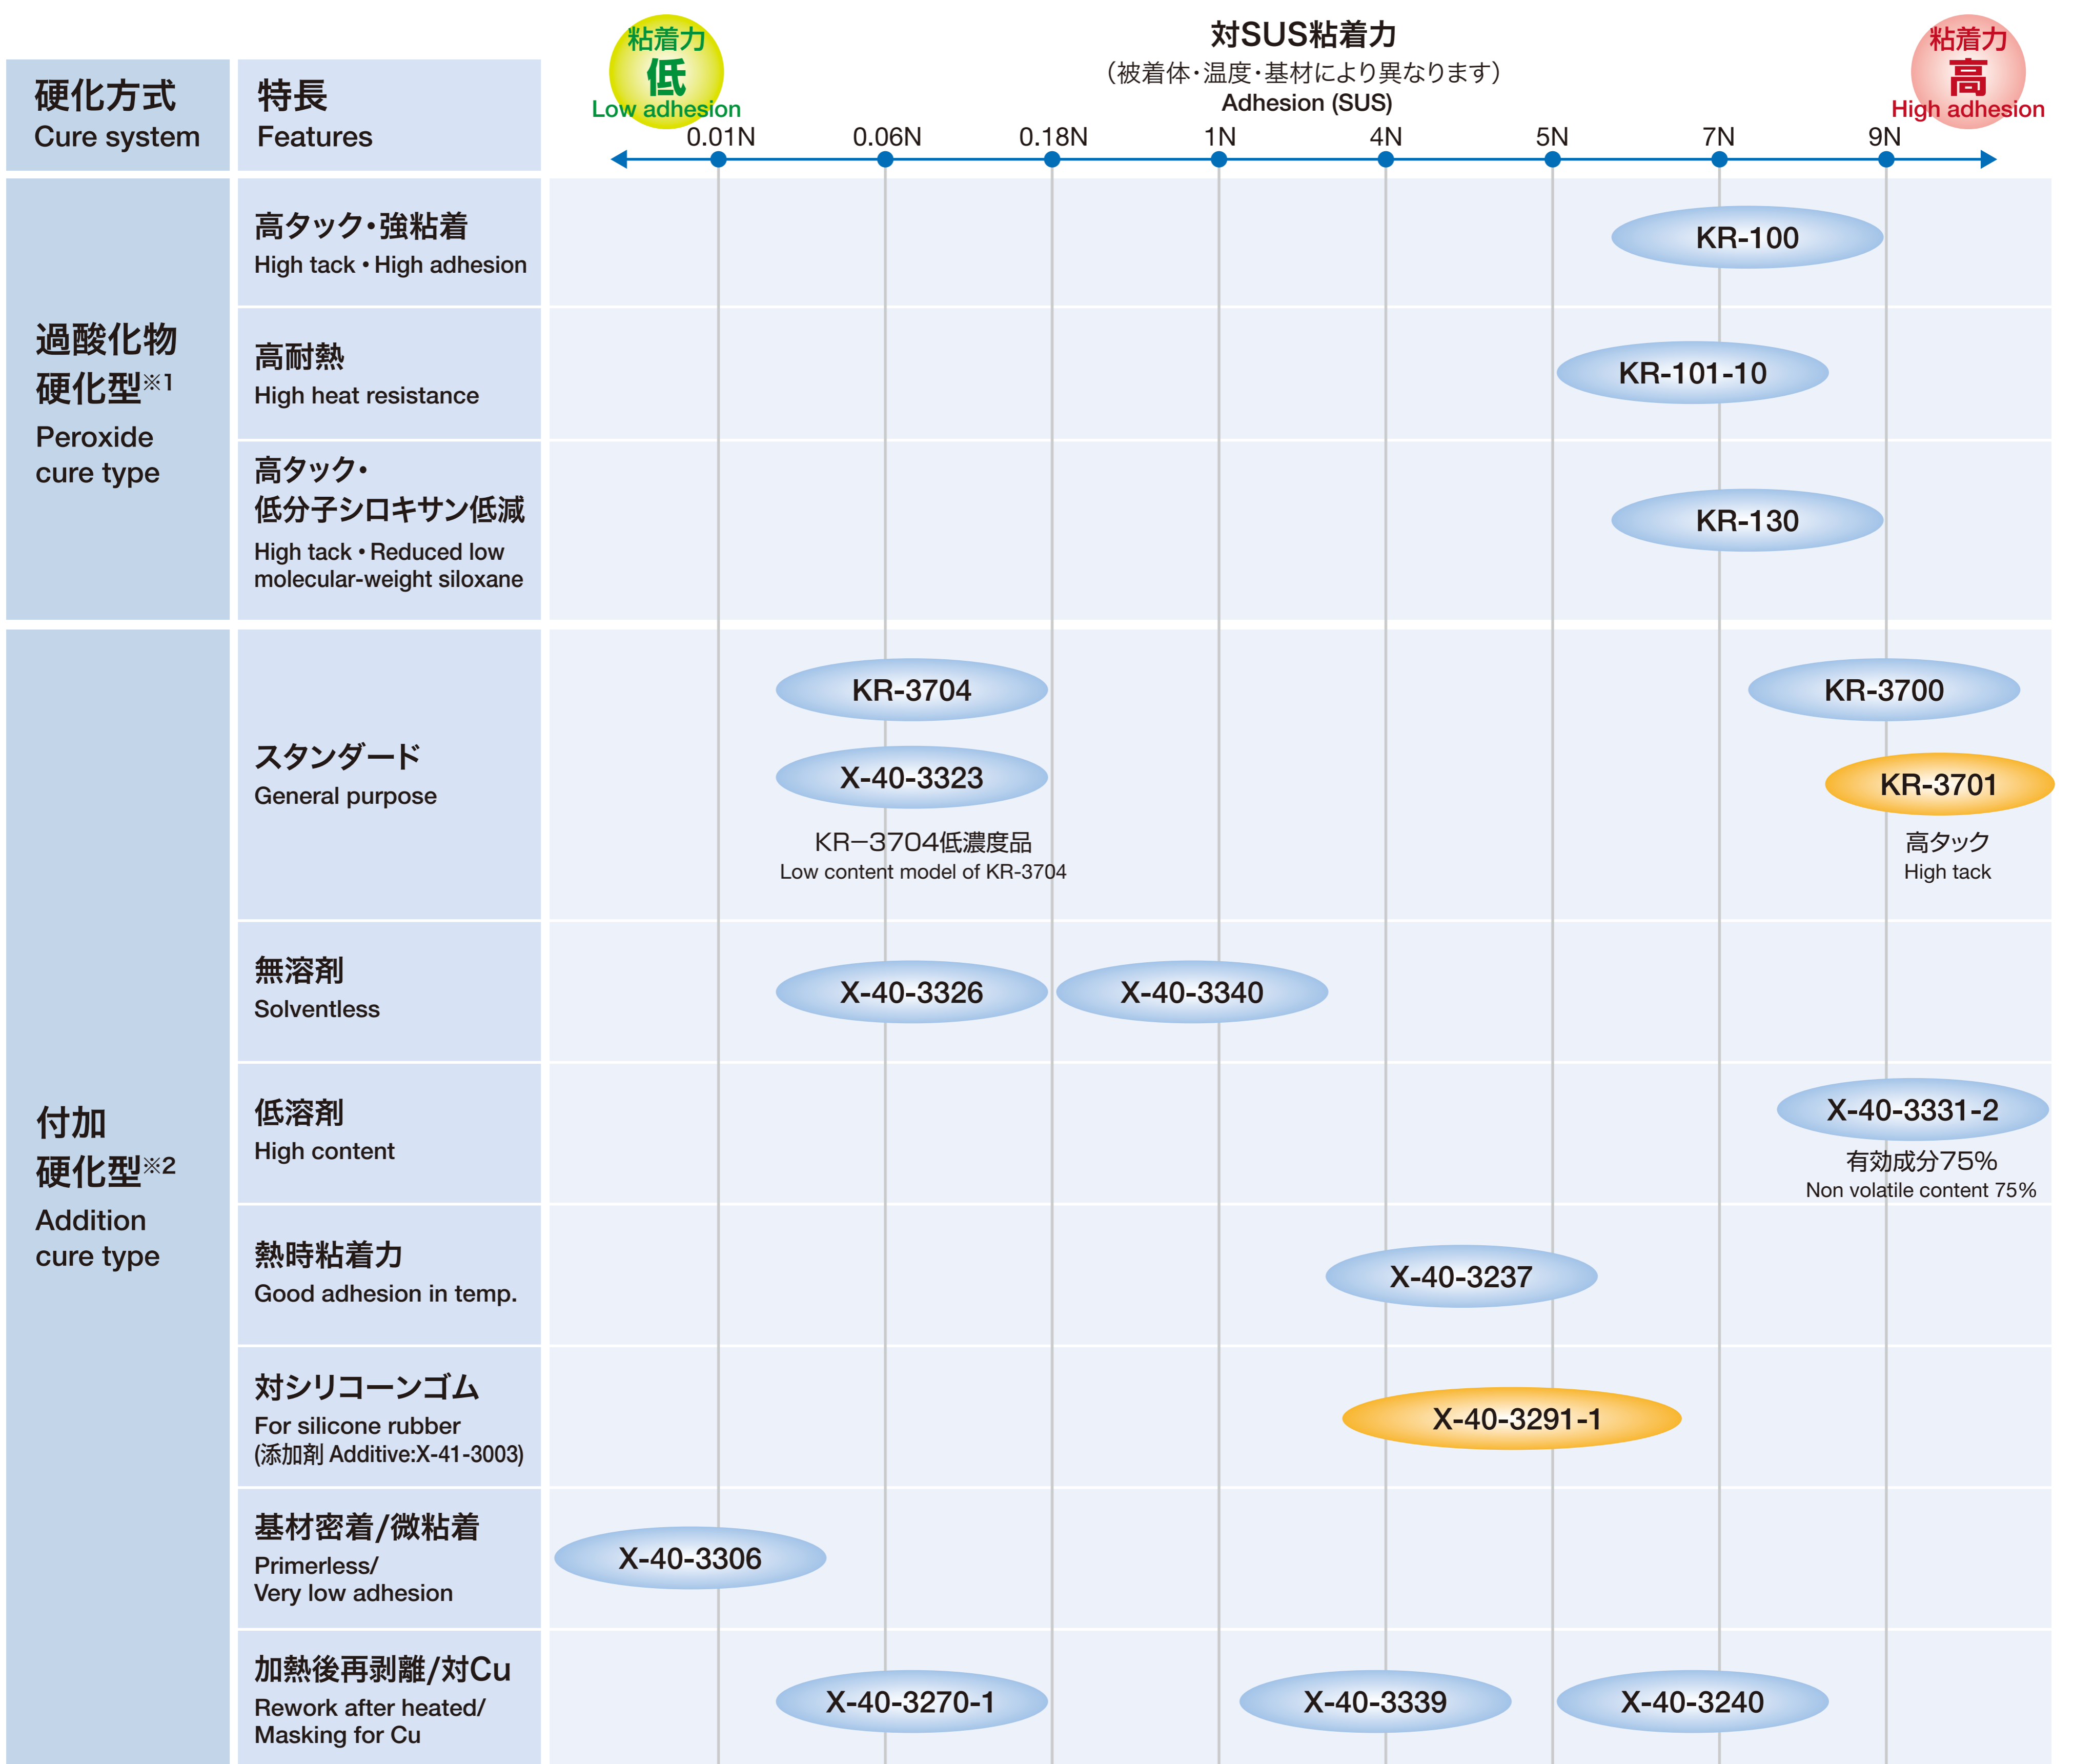 硬化方式
Cure system
特長
Features
粘着力
低
Low adhesion
対SUS粘着力
（被着体・温度・基材により異なります）
Adhesion (SUS)
粘着力
高
High adhesion
0.01N 0.06N 0.18N 1N 4N 5N 7N 9N
過酸化物
硬化型※1
Peroxide
cure type
高タック・強粘着
High tack • High adhesion
KR-100
高耐熱
High heat resistance
KR-101-10
高タック・
低分子シロキサン低減
High tack • Reduced low
molecular-weight siloxane
KR-130
付加
硬化型※2
Addition
cure type
スタンダード
General purpose
KR-3704
KR-3700
X-40-3323
KR-3701
KR−3704低濃度品
Low content model of KR-3704
高タック
High tack
無溶剤
Solventless
X-40-3326
X-40-3340
低溶剤
High content
X-40-3331-2
有効成分75%
Non volatile content 75%
熱時粘着力
Good adhesion in temp.
X-40-3237
対シリコーンゴム
For silicone rubber
(添加剤 Additive:X-41-3003)
X-40-3291-1
基材密着/微粘着
Primerless/
Very low adhesion
X-40-3306
加熱後再剥離/対Cu
Rework after heated/
Masking for Cu
X-40-3270-1
X-40-3339
X-40-3240